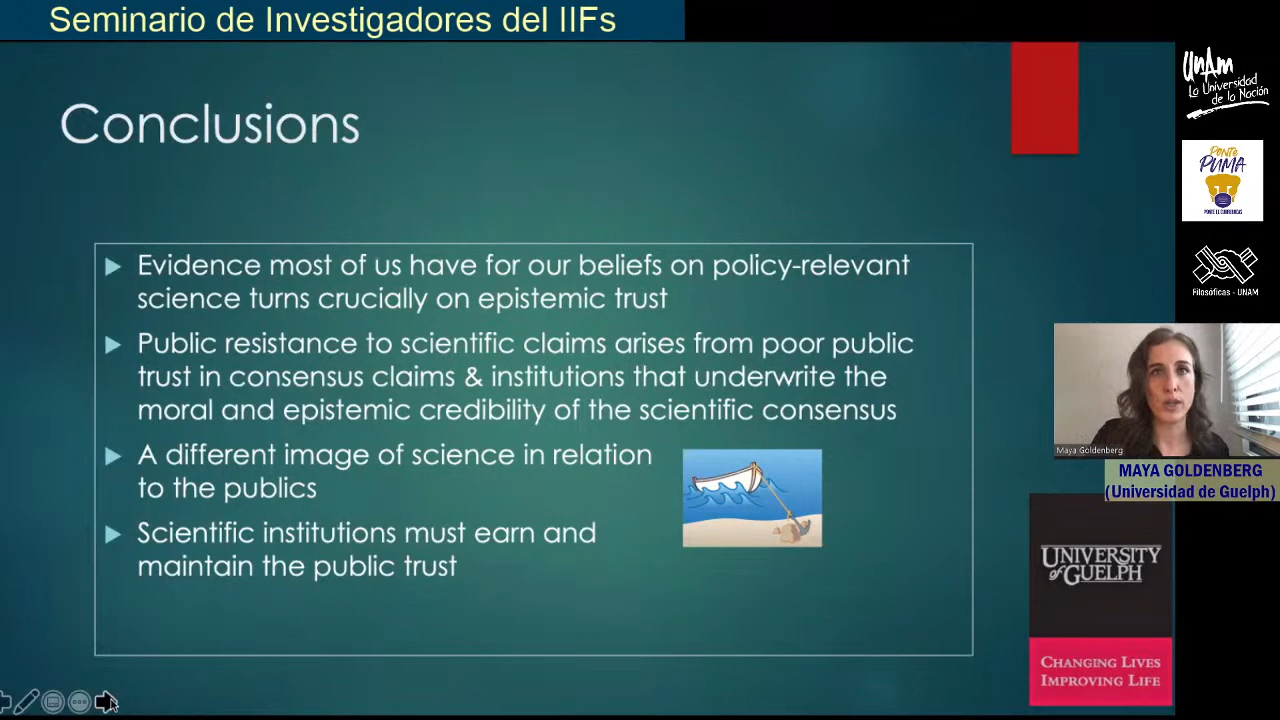 Seminario de Investigadores del IIFs
Conclusions
Evidence most of us have for our beliefs on policy-relevant
science turns crucially on epistemic trust
Public resistance to scientific claims arises from poor public
trust in consensus claims & institutions that underwrite the
moral and epistemic credibility of the scientific consensus
A different image of science in relation
to the publics
Scientific institutions must earn and
maintain the public trust
UnAm
La Universidad
de la Nación
PONTE
PUMA
PONTE EL CUBREBOCAS
Filosóficas - UNAM
Maya Goldenberg
MAYA GOLDENBERG
(Universidad de Guelph)
UNIVERSITY
of GUELPH
CHANGING LIVES
IMPROVING LIFE